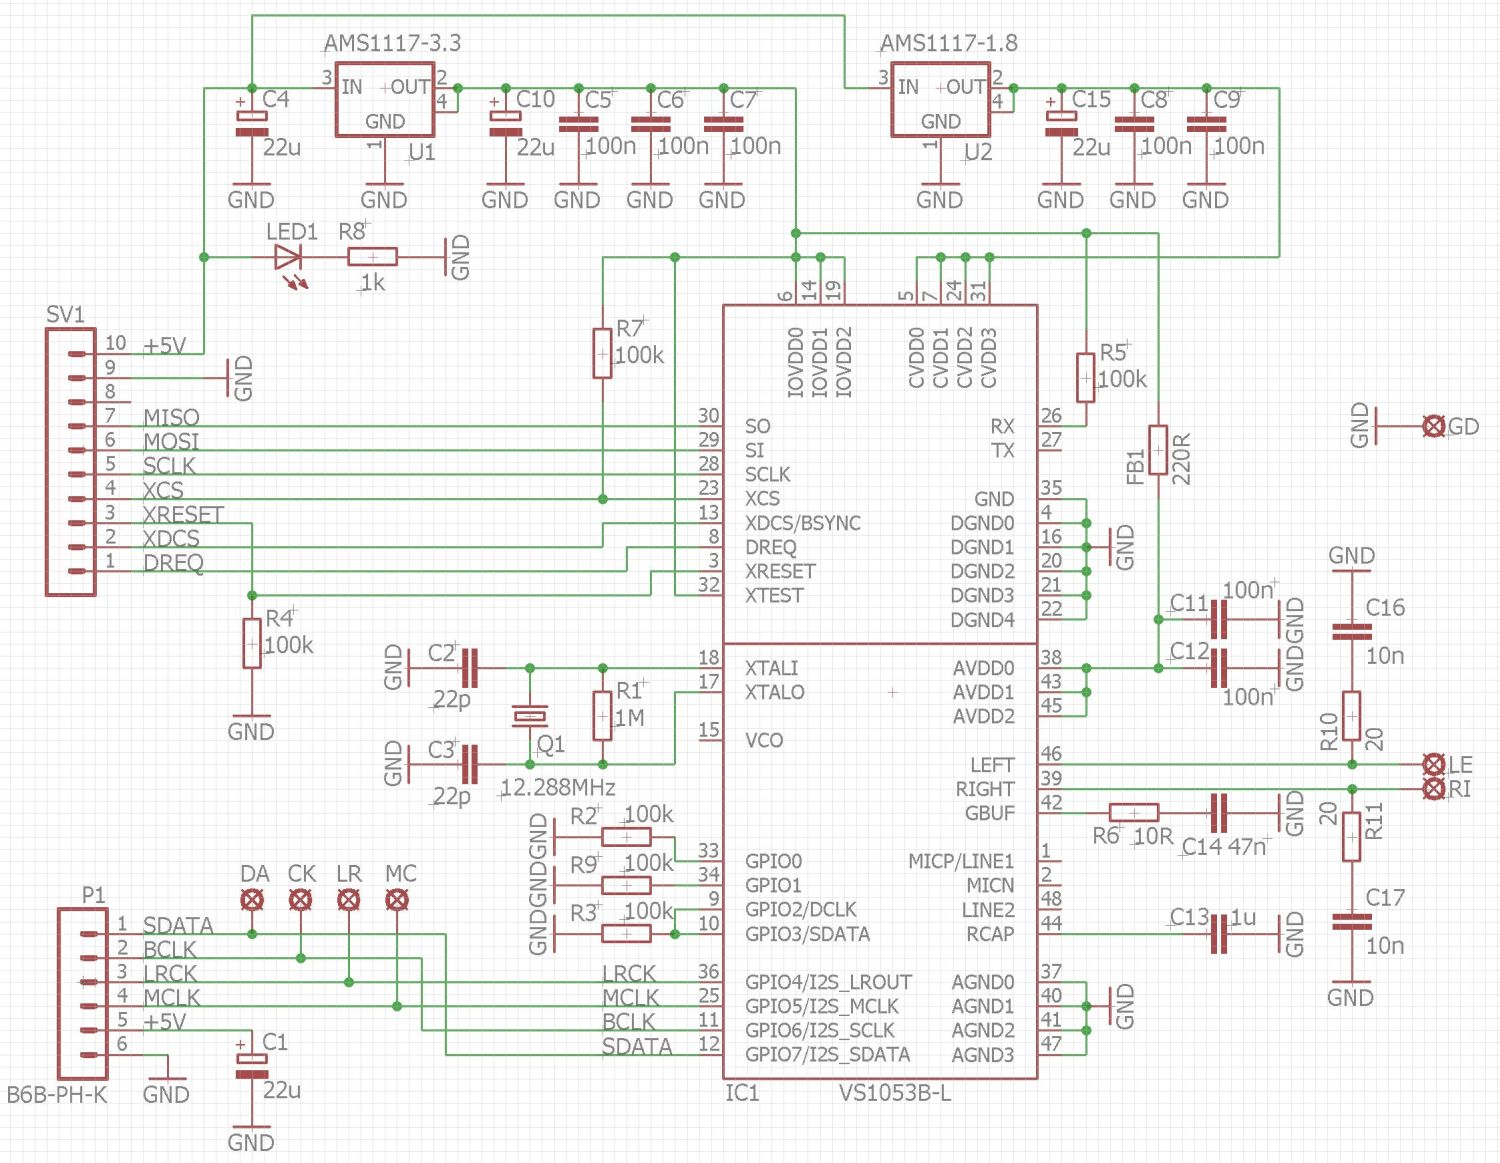 AMS1117-3.3
AMS1117-1.8
3 IN OUT 2
4
GND
1
U1
3 IN OUT 2
4
GND
1
U2
+ C4
22u
+ C10
22u
C5
100n
C6
100n
C7
100n
+ C15
22u
C8
100n
C9
100n
GND
GND
GND
GND
GND
GND
GND
GND
GND
GND
LED1
R8
1k
GND
SV1
10 +5V
9
GND
8
7 MISO
6 MOSI
5 SCLK
4 XCS
3 XRESET
2 XDCS
1 DREQ
R7
100k
R4
100k
GND
6 14 19
5 7 24 31
IOVDD0 IOVDD1 IOVDD2
CVDD0 CVDD1 CVDD2 CVDD3
30 SO
29 SI
28 SCLK
23 XCS
13 XDCS/BSYNC
8 DREQ
3 XRESET
32 XTEST
RX 26
TX 27
GND 35
DGND0 4
DGND1 16
DGND2 20
DGND3 21
DGND4 22
GND
R5
100k
FB1
220R
GND
GD
18 XTALI
17 XTALO
15 VCO
AVDD0 38
AVDD1 43
AVDD2 45
LEFT 46
RIGHT 39
GBUF 42
GND
C2
22p
GND
C3
22p
R1
1M
Q1
12.288MHz
C11
100n
GND
C12
100n
GND
GND
C16
10n
R10
20
LE
RI
20
R11
C17
10n
GND
R6
10R
C14 47n
GND
R2 100k
GND
R9 100k
GND
R3 100k
GND
33 GPIO0
34 GPIO1
9 GPIO2/DCLK
10 GPIO3/SDATA
LRCK 36 GPIO4/I2S_LROUT
MCLK 25 GPIO5/I2S_MCLK
BCLK 11 GPIO6/I2S_SCLK
SDATA 12 GPIO7/I2S_SDATA
MICP/LINE1 1
MICN 2
LINE2 48
RCAP 44
AGND0 37
AGND1 40
AGND2 41
AGND3 47
C13
1u
GND
GND
DA CK LR MC
P1
1 SDATA
2 BCLK
3 LRCK
4 MCLK
5 +5V
6
B6B-PH-K
GND
+ C1
22u
GND
IC1
VS1053B-L